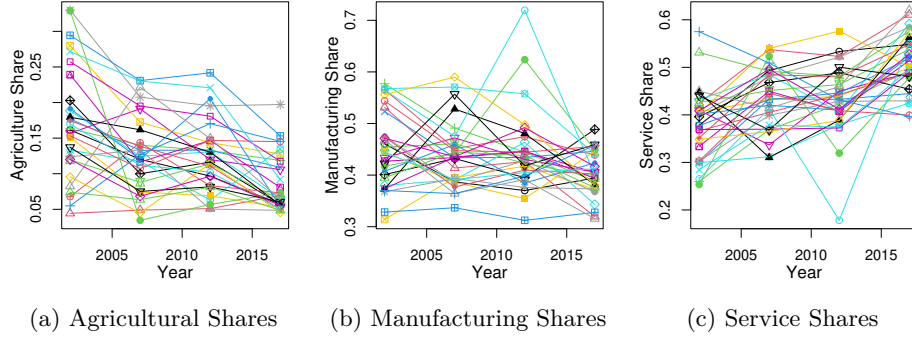 Agriculture Share
0.05
0.15
0.25
2005
2010
2015
Year
(a) Agricultural Shares
Manufacturing Share
0.3
0.4
0.5
0.6
0.7
2005
2010
2015
Year
(b) Manufacturing Shares
Service Share
0.2
0.3
0.4
0.5
0.6
2005
2010
2015
Year
(c) Service Shares